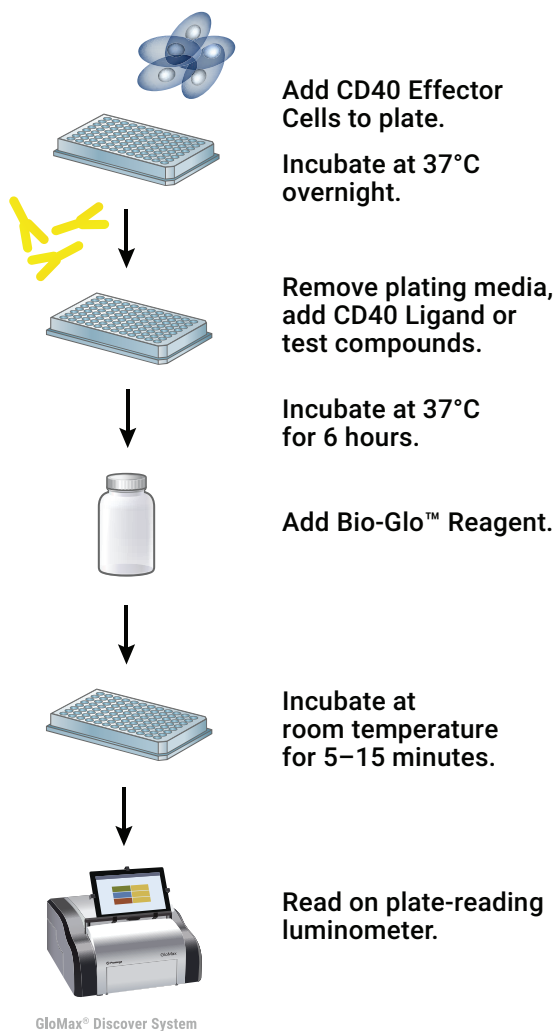 Add CD40 Effector
Cells to plate.
Incubate at 37°C
overnight.
Remove plating media,
add CD40 Ligand or
test compounds.
Incubate at 37°C
for 6 hours.
Add Bio-Glo™ Reagent.
Incubate at
room temperature
for 5–15 minutes.
Read on plate-reading
luminometer.
Promega
GloMax
GloMax® Discover System